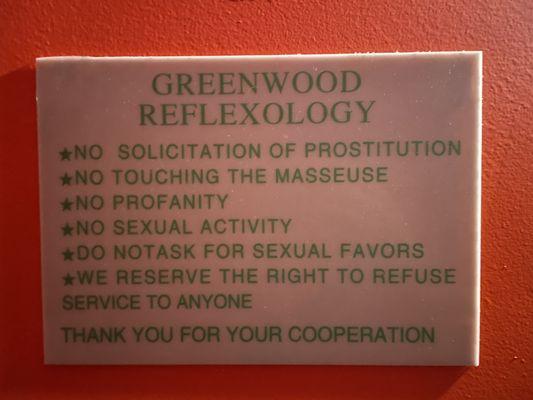 GREENWOOD
REFLEXOLOGY
★NO SOLICITATION OF PROSTITUTION
★NO TOUCHING THE MASSEUSE
★NO PROFANITY
★NO SEXUAL ACTIVITY
★DO NOTASK FOR SEXUAL FAVORS
★WE RESERVE THE RIGHT TO REFUSE
SERVICE TO ANYONE
THANK YOU FOR YOUR COOPERATION